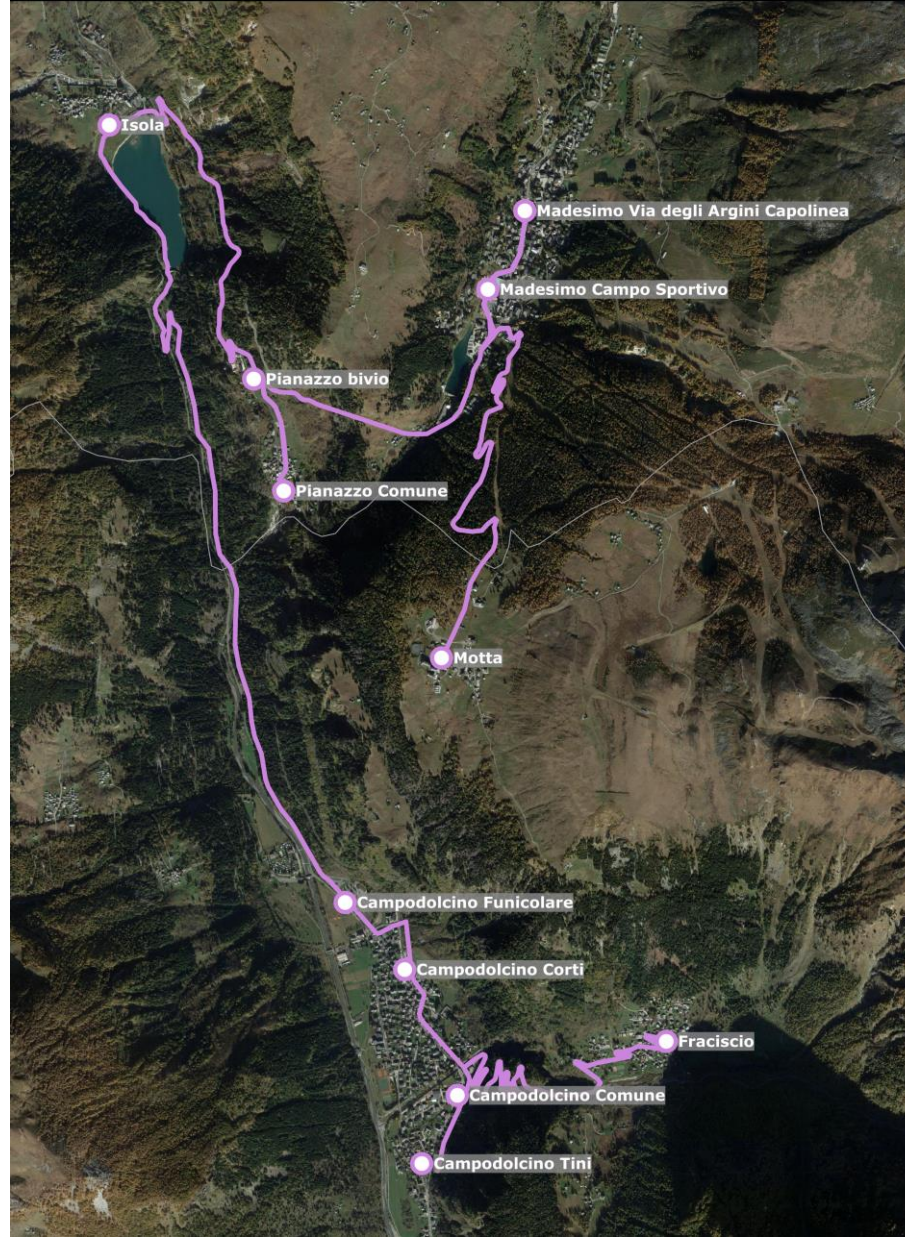 Isola
Madesimo Via degli Argini Capolinea
Madesimo Campo Sportivo
Pianazzo bivio
Pianazzo Comune
Motta
Campodolcino Funicolare
Campodolcino Corti
Fraciscio
Campodolcino Comune
Campodolcino Tini